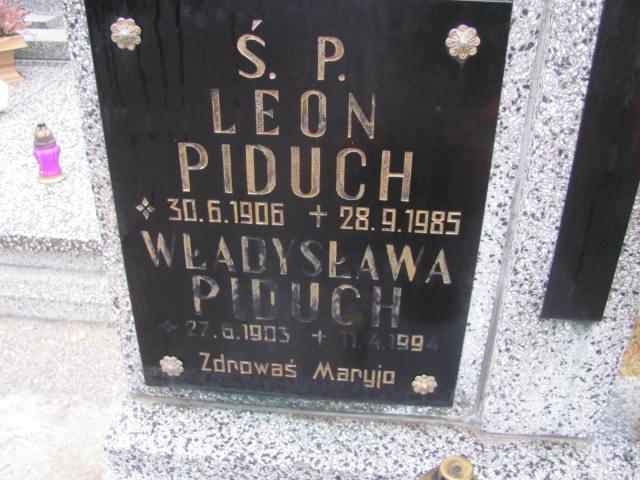 Ś. P.
LEON
PIDUCH
30.6.1906 + 28.9.1985
WŁADYSŁAWA
PIDUCH
27.6.1903 + 11.4.1994
Zdrowaś Maryjo